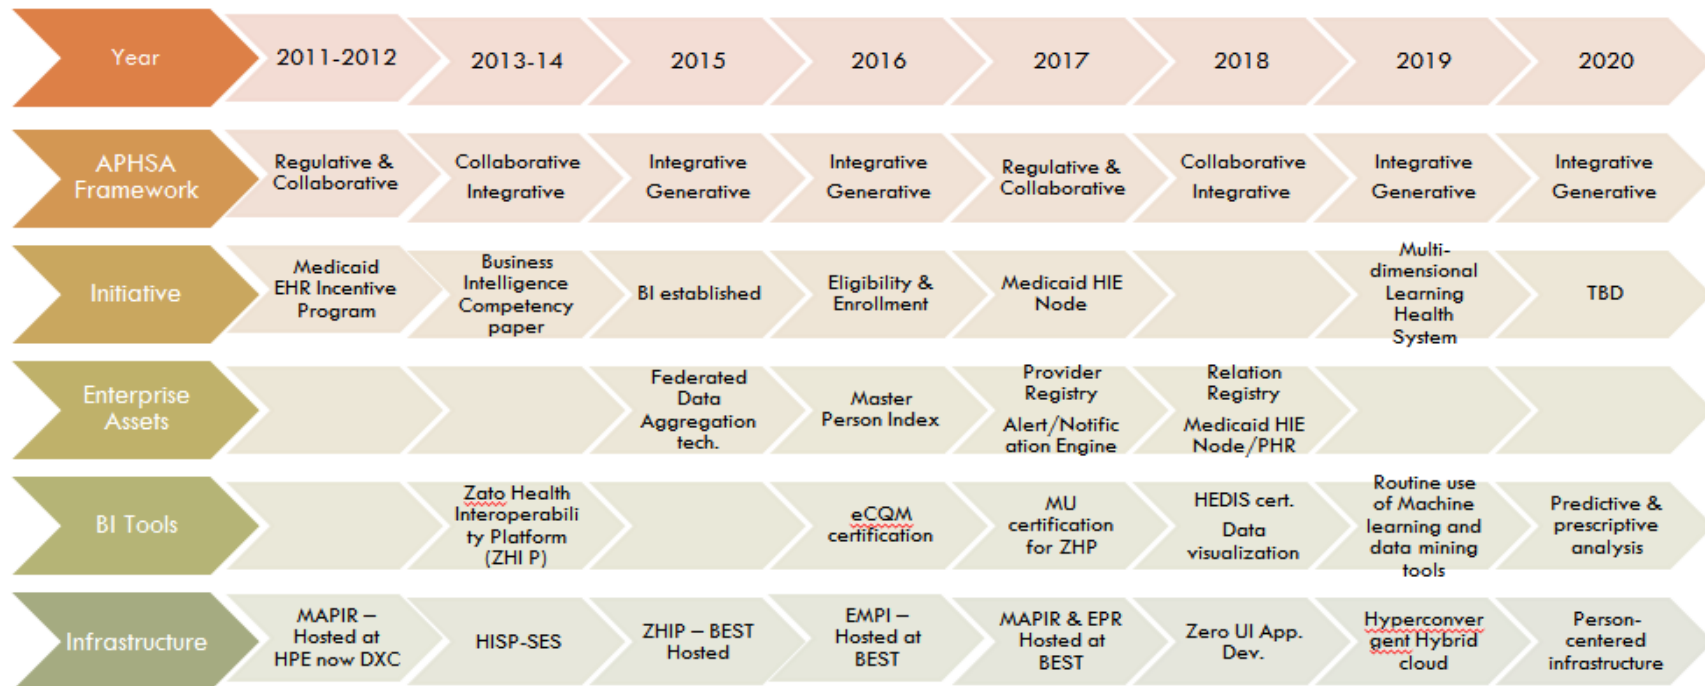 Year
2011-2012
2013-14
2015
2016
2017
2018
2019
2020
APHSA
Framework
Regulative &
Collaborative
Collaborative
Integrative
Integrative
Generative
Integrative
Generative
Regulative &
Collaborative
Collaborative
Integrative
Integrative
Generative
Integrative
Generative
Initiative
Medicaid
EHR Incentive
Program
Business
Intelligence
Competency
paper
BI established
Eligibility &
Enrollment
Medicaid HIE
Node
Multi-
dimensional
Learning
Health
System
TBD
Enterprise
Assets
Federated
Data
Aggregation
tech.
Master
Person Index
Provider
Registry
Alert/Notific
ation Engine
Relation
Registry
Medicaid HIE
Node/PHR
BI Tools
Zato Health
Interoperabili
ty Platform
(ZHI P)
eCQM
certification
MU
certification
for ZHP
HEDIS cert.
Data
visualization
Routine use
of Machine
learning and
data mining
tools
Predictive &
prescriptive
analysis
Infrastructure
MAPIR –
Hosted at
HPE now DXC
HISP-SES
ZHIP – BEST
Hosted
EMPI –
Hosted at
BEST
MAPIR & EPR
Hosted at
BEST
Zero UI App.
Dev.
Hyperconver
gent Hybrid
cloud
Person-
centered
infrastructure